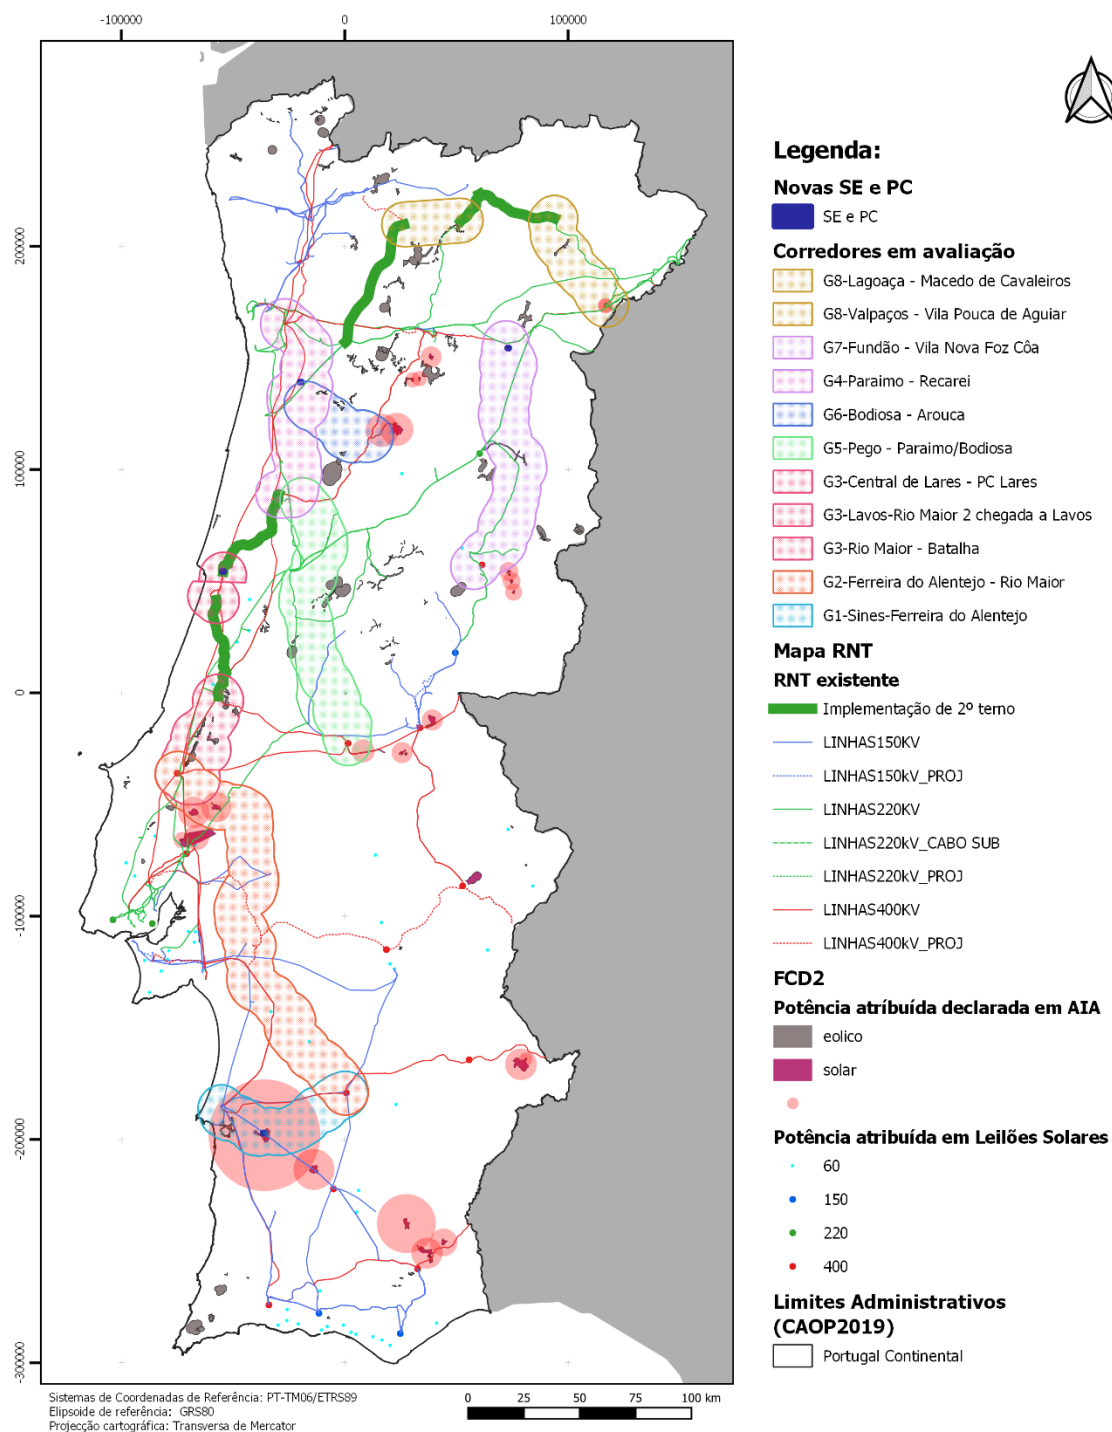 -100000
0
100000
200000
10000
0
-100000
-200000
-300000
Legenda:
Novas SE e PC
SE e PC
Corredores em avaliação
G8-Lagoaça - Macedo de Cavaleiros
G8-Valpaços - Vila Pouca de Aguiar
G7-Fundão - Vila Nova Foz Côa
G4-Paraimo - Recarei
G6-Bodiosa - Arouca
G5-Pego - Paraimo/Bodiosa
G3-Central de Lares - PC Lares
G3-Lavos-Rio Maior 2 chegada a Lavos
G3-Rio Maior - Batalha
G2-Ferreira do Alentejo - Rio Maior
G1-Sines-Ferreira do Alentejo
Mapa RNT
RNT existente
Implementação de 2º terno
LINHAS150KV
LINHAS150kV_PROJ
LINHAS220KV
LINHAS220kV_CABO SUB
LINHAS220kV_PROJ
LINHAS400KV
LINHAS400kV_PROJ
FCD2
Potência atríbuída declarada em AIA
eolico
solar
Potência atribuída em Leilões Solares
60
150
220
400
Limites Administrativos
(CAOP2019)
Portugal Continental
Sistemas de Coordenadas de Referência: PT-TM06/ETRS89
Elipsoide de referência: GRS80
Projecção cartográfica: Transversa de Mercator
0 25 50 75 100 km